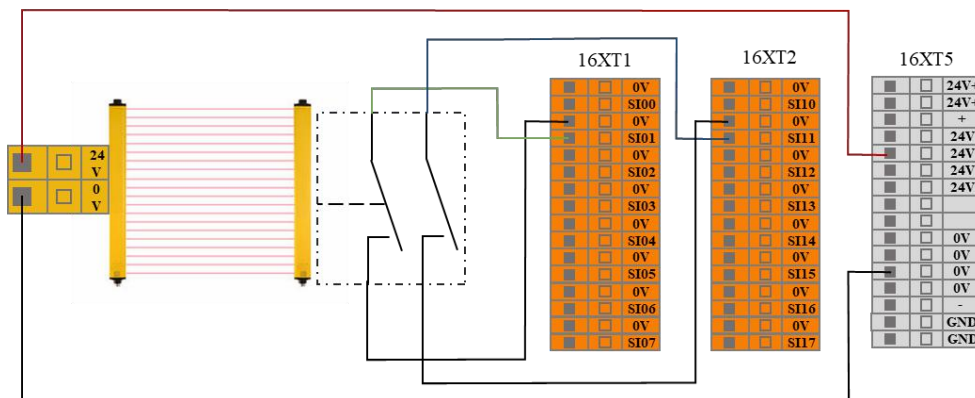 16XT1
16XT2
16XT5
24
V
0
V
0V
SI00
0V
SI01
0V
SI02
0V
SI03
0V
SI04
0V
SI05
0V
SI06
0V
SI07
0V
SI10
0V
SI11
0V
SI12
0V
SI13
0V
SI14
0V
SI15
0V
SI16
0V
SI17
24V+
24V+
+
24V
24V
24V
24V
0V
0V
0V
0V
-
GND
GND